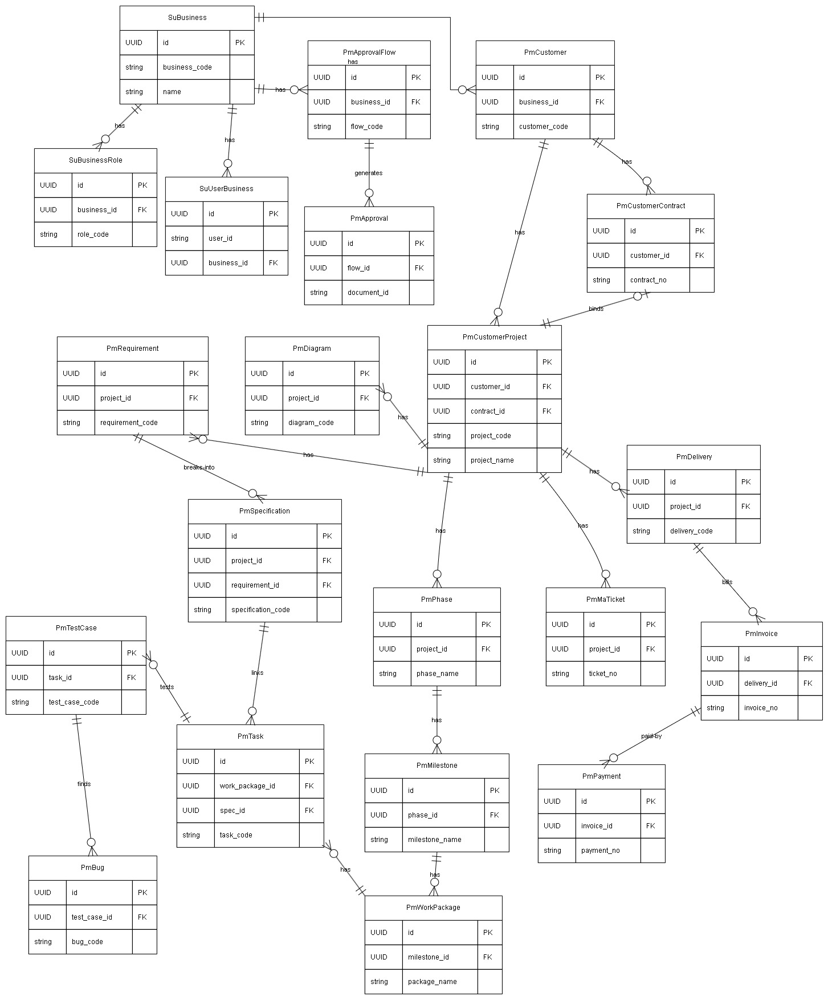 SuBusiness
UUID id PK
string business_code
string name
has
has
has
has
PmApprovalFlow
UUID id PK
UUID business_id FK
string flow_code
PmCustomer
UUID id PK
UUID business_id FK
string customer_code
SuBusinessRole
UUID id PK
UUID business_id FK
string role_code
SuUserBusiness
UUID id PK
string user_id
UUID business_id FK
generates
PmApproval
UUID id PK
UUID flow_id FK
string document_id
has
has
PmCustomerContract
UUID id PK
UUID customer_id FK
string contract_no
binds
PmRequirement
UUID id PK
UUID project_id FK
string requirement_code
PmDiagram
UUID id PK
UUID project_id FK
string diagram_code
PmCustomerProject
UUID id PK
UUID customer_id FK
UUID contract_id FK
string project_code
string project_name
has
has
breaks-into
has
has
has
PmDelivery
UUID id PK
UUID project_id FK
string delivery_code
PmSpecification
UUID id PK
UUID project_id FK
UUID requirement_id FK
string specification_code
bills
PmPhase
UUID id PK
UUID project_id FK
string phase_name
PmMaTicket
UUID id PK
UUID project_id FK
string ticket_no
PmTestCase
UUID id PK
UUID task_id FK
string test_case_code
PmInvoice
UUID id PK
UUID delivery_id FK
string invoice_no
links
tests
has
paid-by
PmTask
UUID id PK
UUID work_package_id FK
UUID spec_id FK
string task_code
PmMilestone
UUID id PK
UUID phase_id FK
string milestone_name
PmPayment
UUID id PK
UUID invoice_id FK
string payment_no
finds
has
has
PmBug
UUID id PK
UUID test_case_id FK
string bug_code
PmWorkPackage
UUID id PK
UUID milestone_id FK
string package_name